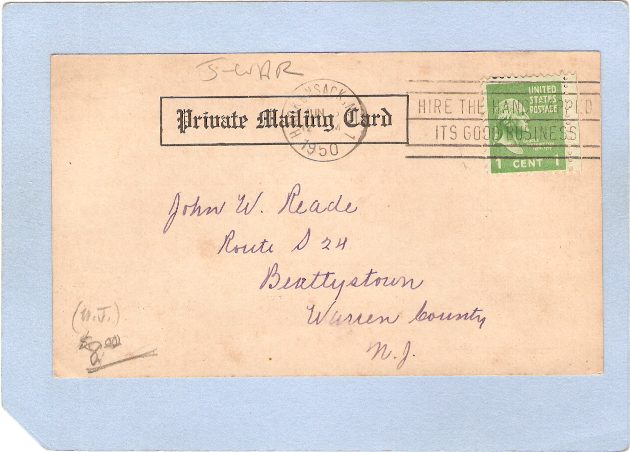 J-WAR
HACKENSACK, N.J.
JUN
1950
HIRE THE HANDICAPPED
ITS GOOD BUSINESS
UNITED
STATES
POSTAGE
1 CENT 1
Private Mailing Card
John W. Reade
Route S 24
Beattystown
Warren County
N.J.
(N.J.)